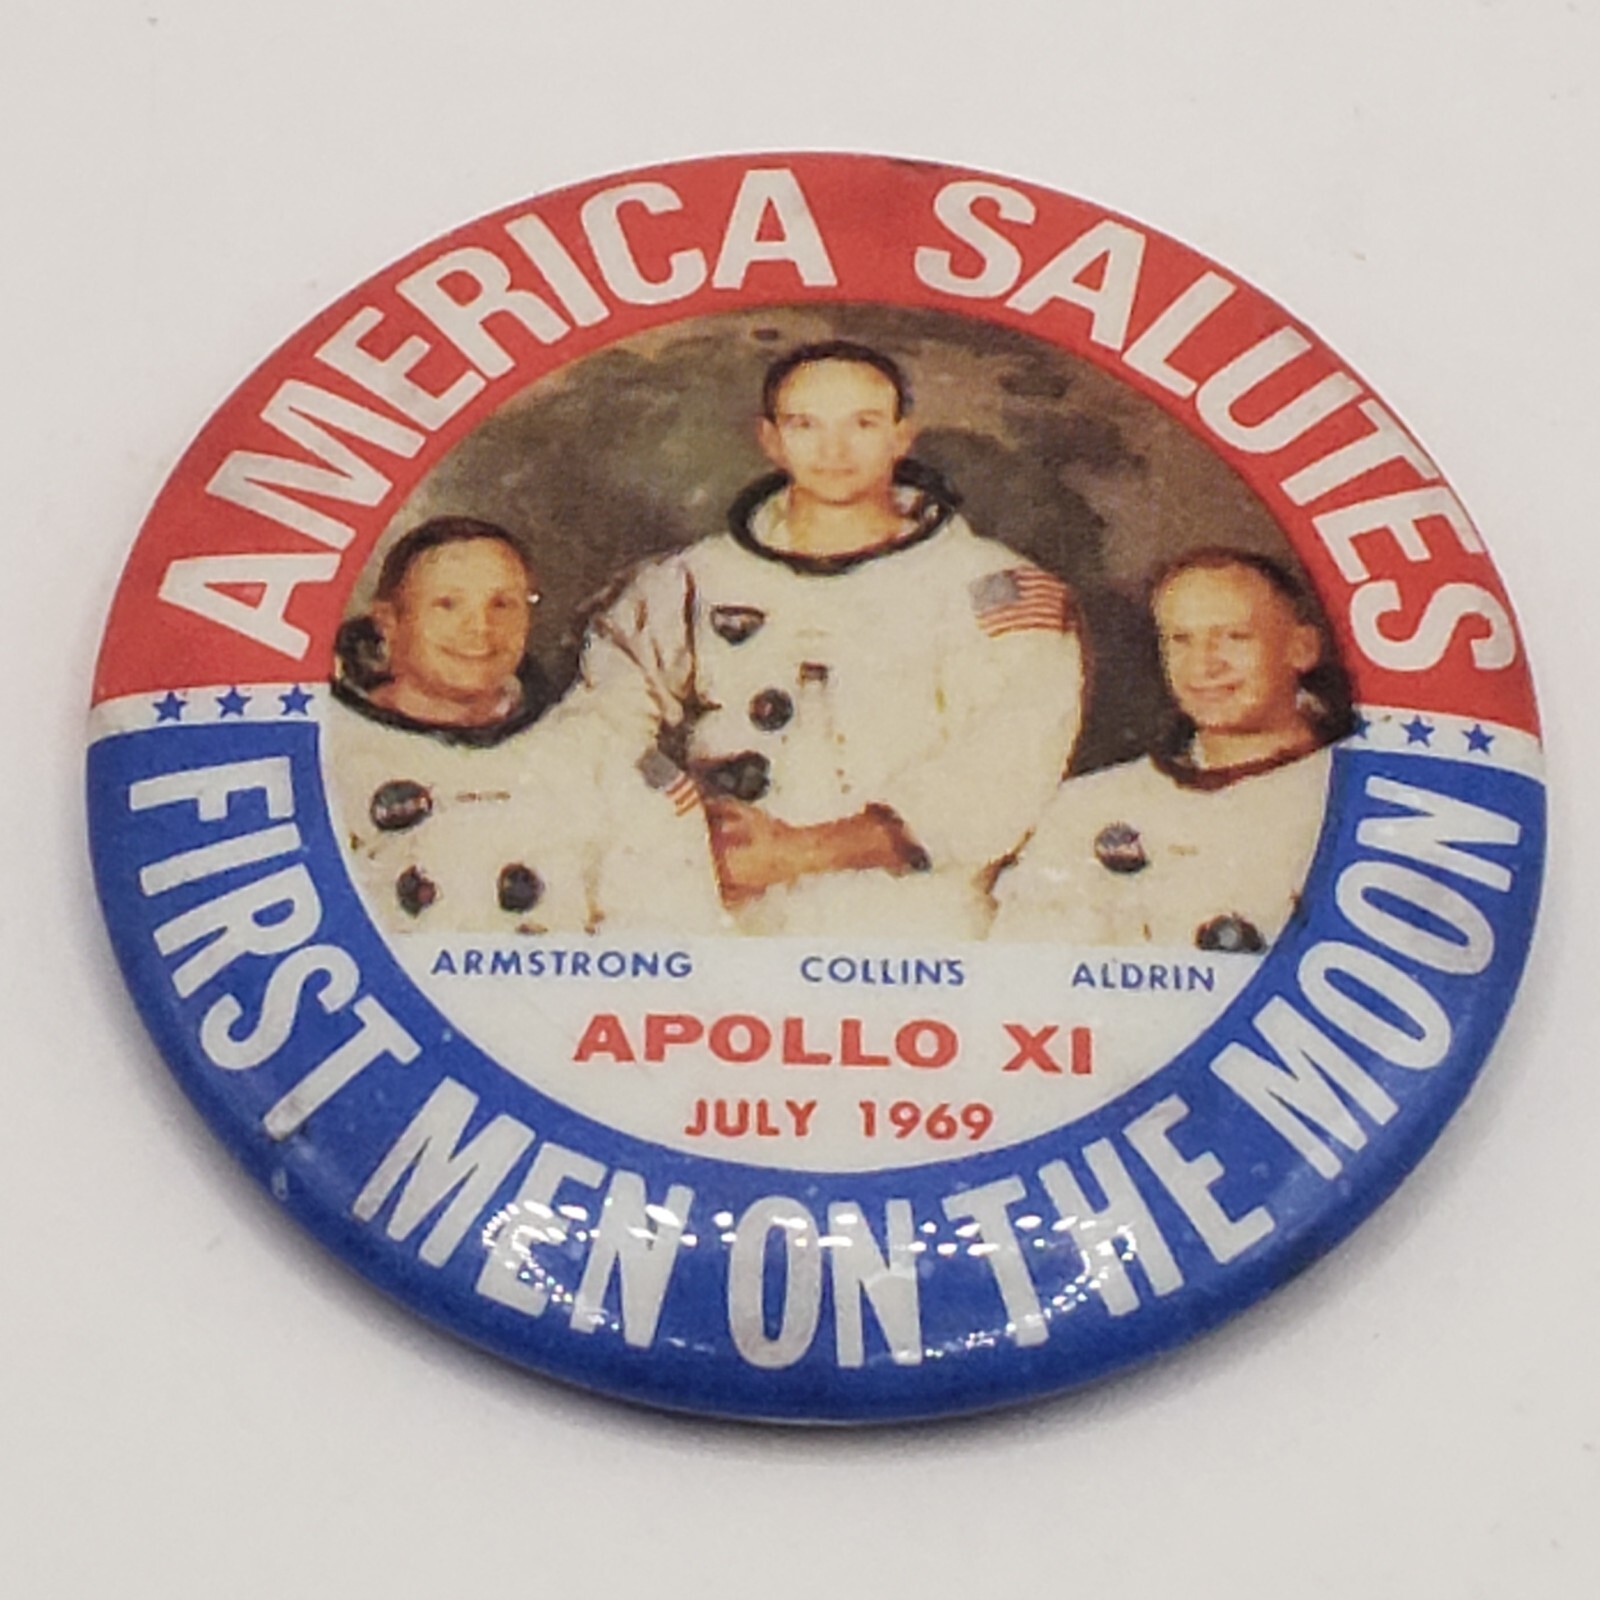 AMERICA SALUTES
ARMSTRONG COLLINS ALDRIN
APOLLO XI
JULY 1969
FIRST MEN ON THE MOON